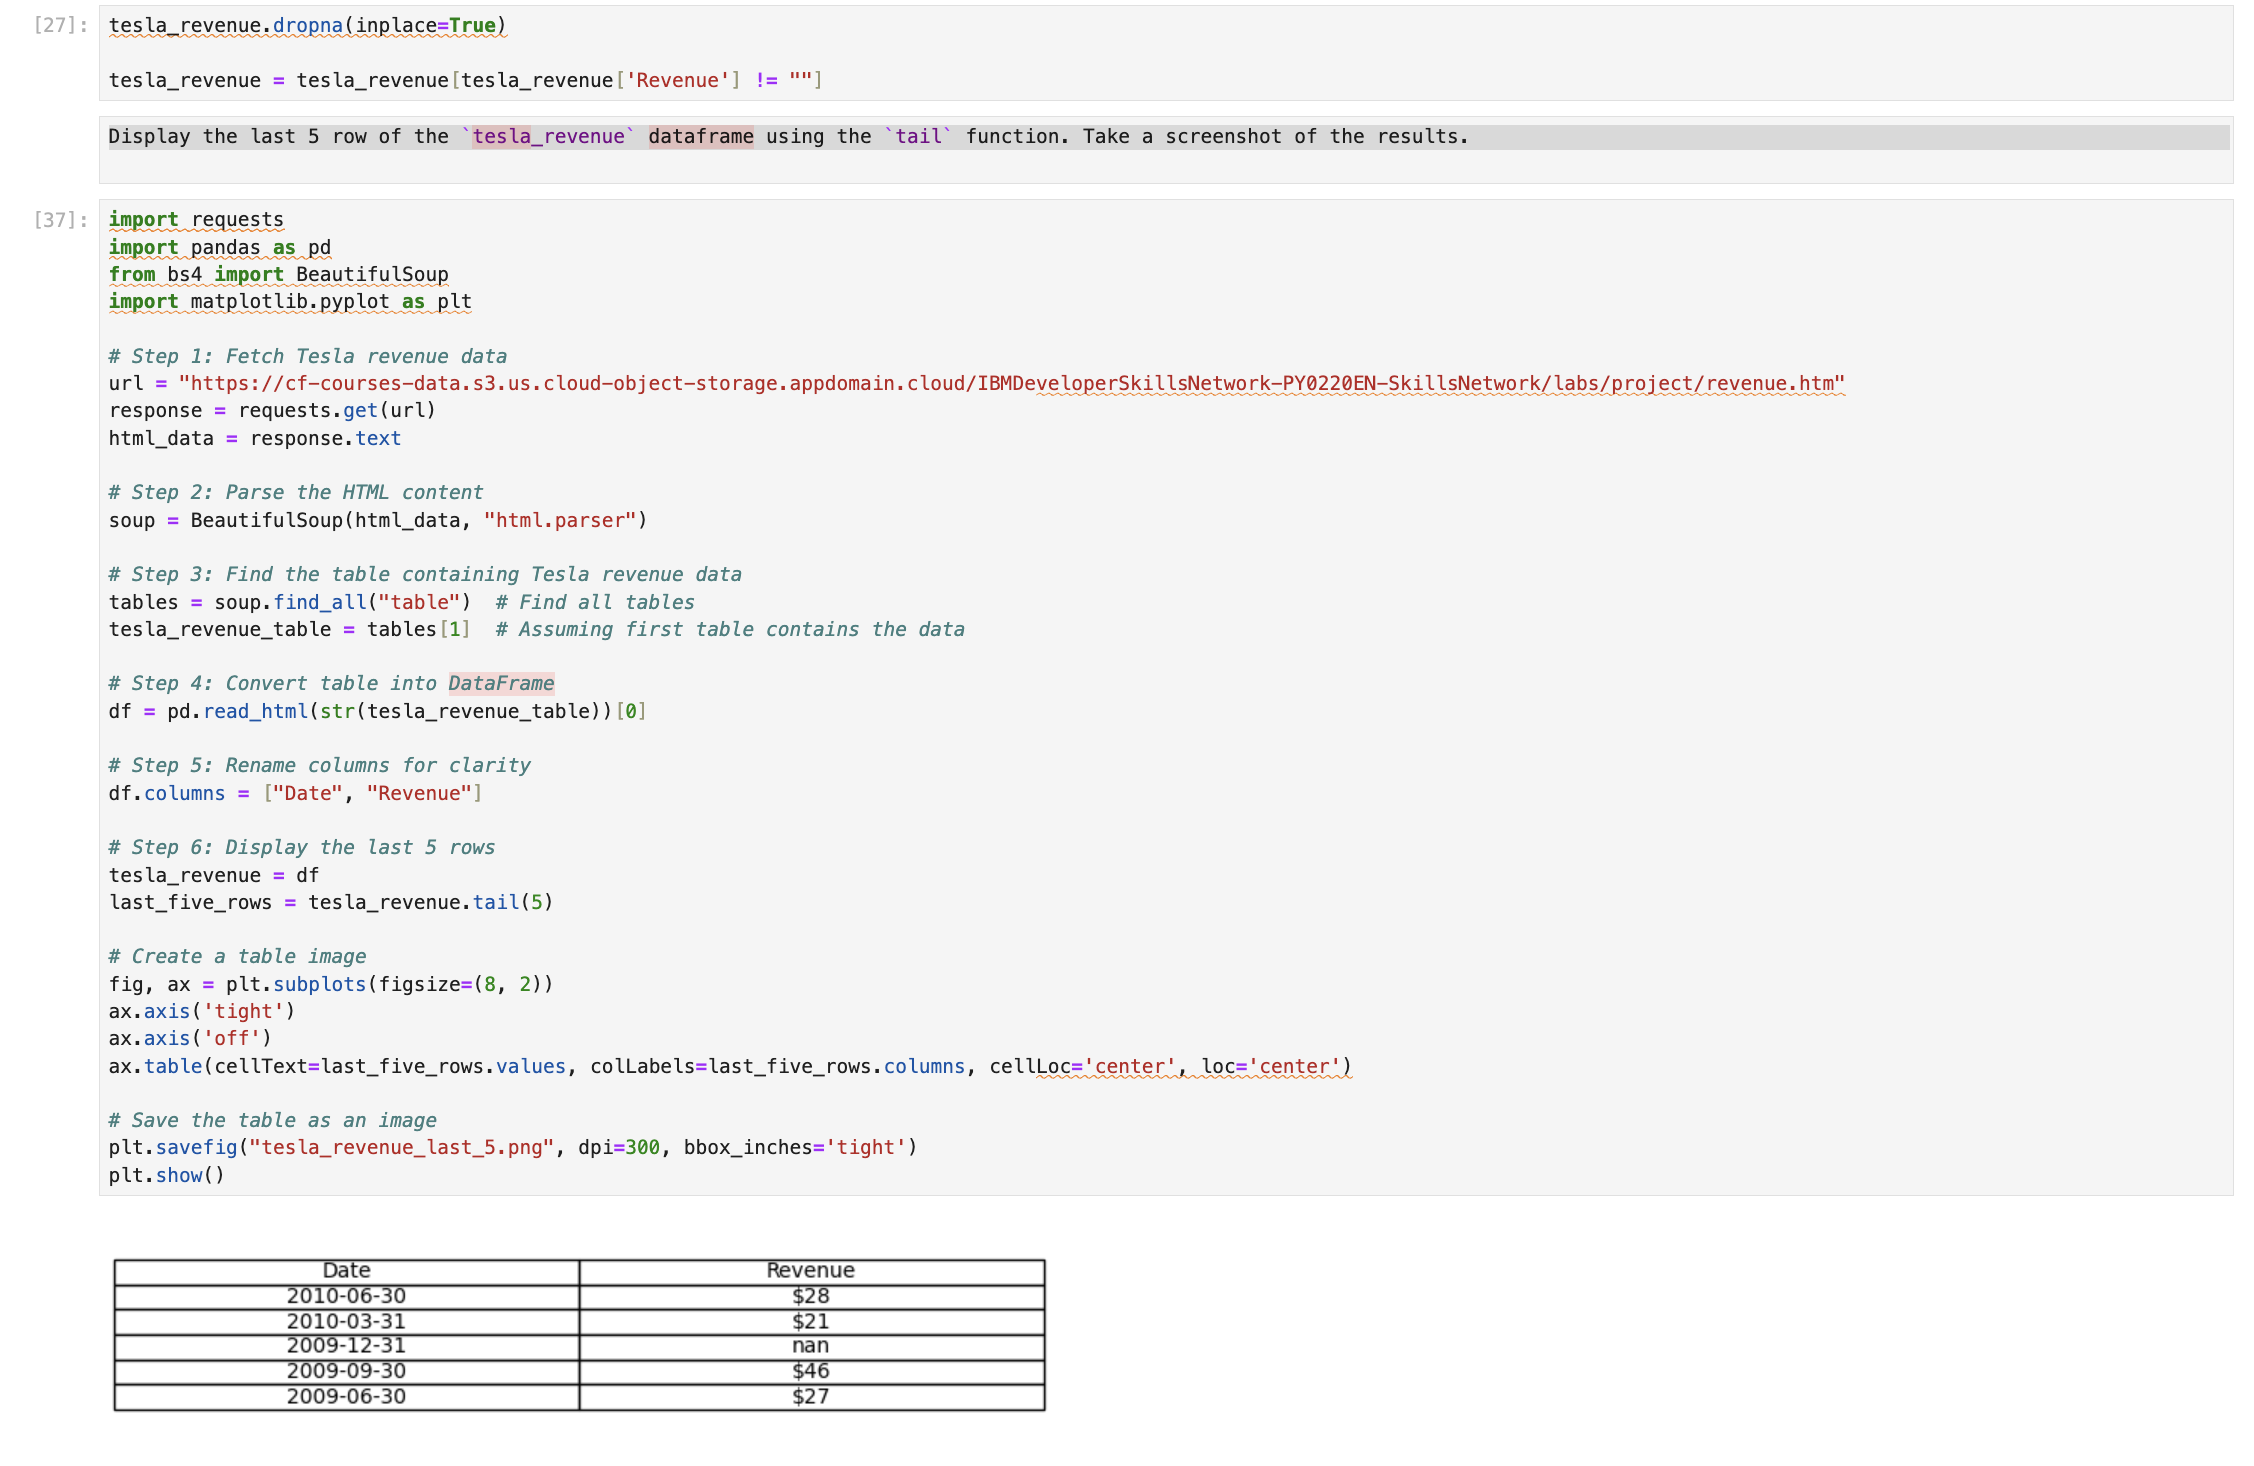 [27]: tesla_revenue.dropna(inplace=True)
tesla_revenue = tesla_revenue[tesla_revenue['Revenue'] != ""]
Display the last 5 row of the `tesla_revenue` dataframe using the `tail` function. Take a screenshot of the results.
[37]: import requests
import pandas as pd
from bs4 import BeautifulSoup
import matplotlib.pyplot as plt
# Step 1: Fetch Tesla revenue data
url = "https://cf-courses-data.s3.us.cloud-object-storage.appdomain.cloud/IBMDeveloperSkillsNetwork-PY0220EN-SkillsNetwork/labs/project/revenue.htm"
response = requests.get(url)
html_data = response.text
# Step 2: Parse the HTML content
soup = BeautifulSoup(html_data, "html.parser")
# Step 3: Find the table containing Tesla revenue data
tables = soup.find_all("table")  # Find all tables
tesla_revenue_table = tables[1]  # Assuming first table contains the data
# Step 4: Convert table into DataFrame
df = pd.read_html(str(tesla_revenue_table))[0]
# Step 5: Rename columns for clarity
df.columns = ["Date", "Revenue"]
# Step 6: Display the last 5 rows
tesla_revenue = df
last_five_rows = tesla_revenue.tail(5)
# Create a table image
fig, ax = plt.subplots(figsize=(8, 2))
ax.axis('tight')
ax.axis('off')
ax.table(cellText=last_five_rows.values, colLabels=last_five_rows.columns, cellLoc='center', loc='center')
# Save the table as an image
plt.savefig("tesla_revenue_last_5.png", dpi=300, bbox_inches='tight')
plt.show()
Date Revenue
2010-06-30 $28
2010-03-31 $21
2009-12-31 nan
2009-09-30 $46
2009-06-30 $27